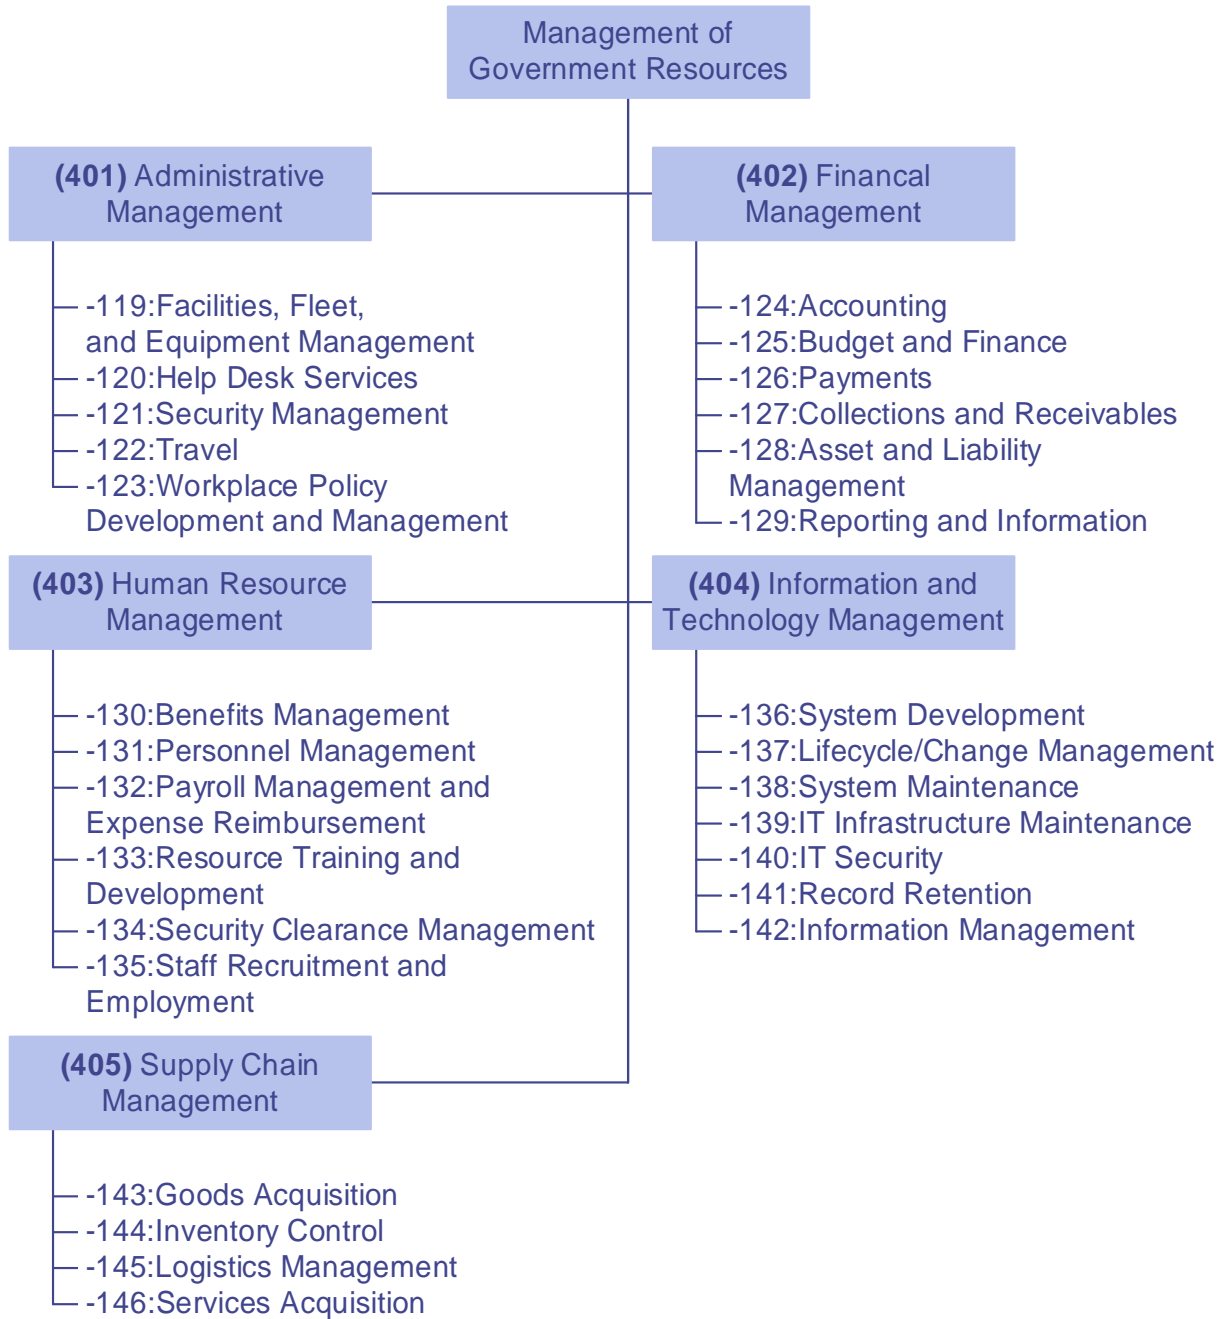 Management of
Government Resources
(401) Administrative
Management
-119:Facilities, Fleet,
and Equipment Management
-120:Help Desk Services
-121:Security Management
-122:Travel
-123:Workplace Policy
Development and Management
(402) Financal
Management
-124:Accounting
-125:Budget and Finance
-126:Payments
-127:Collections and Receivables
-128:Asset and Liability
Management
-129:Reporting and Information
(403) Human Resource
Management
-130:Benefits Management
-131:Personnel Management
-132:Payroll Management and
Expense Reimbursement
-133:Resource Training and
Development
-134:Security Clearance Management
-135:Staff Recruitment and
Employment
(404) Information and
Technology Management
-136:System Development
-137:Lifecycle/Change Management
-138:System Maintenance
-139:IT Infrastructure Maintenance
-140:IT Security
-141:Record Retention
-142:Information Management
(405) Supply Chain
Management
-143:Goods Acquisition
-144:Inventory Control
-145:Logistics Management
-146:Services Acquisition